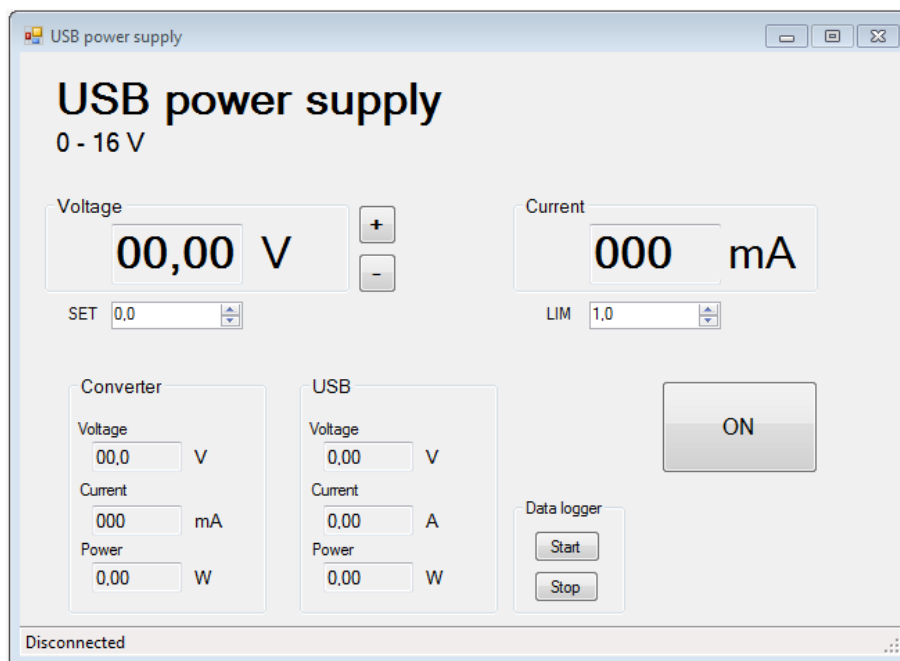 USB power supply
USB power supply
0 - 16 V
Voltage
00,00 V
+
-
SET 0,0
Current
000 mA
LIM 1,0
Converter
Voltage
00,0 V
Current
000 mA
Power
0,00 W
USB
Voltage
0,00 V
Current
0,00 A
Power
0,00 W
ON
Data logger
Start
Stop
Disconnected